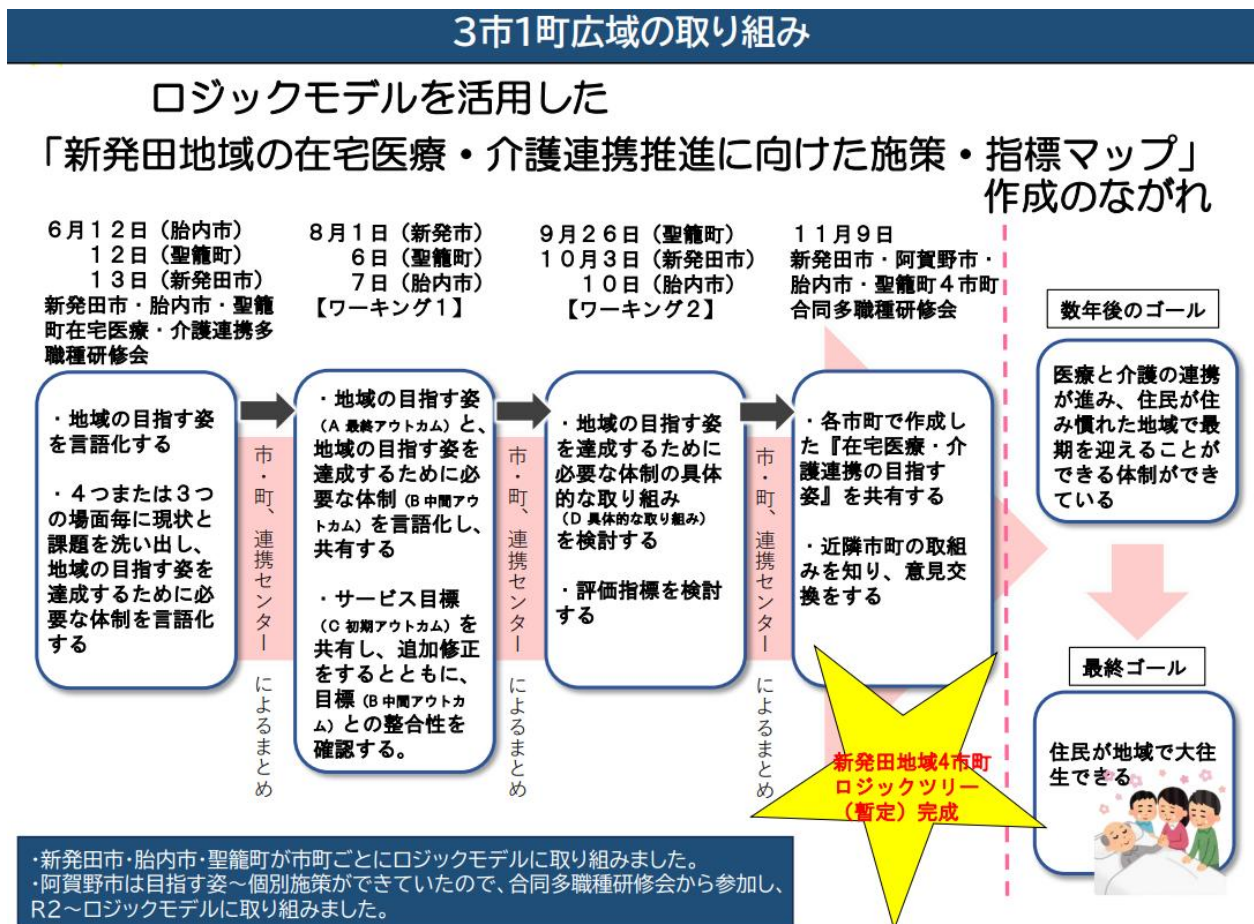 3市1町広域の取り組み
ロジックモデルを活用した
「新発田地域の在宅医療・介護連携推進に向けた施策・指標マップ」
作成のながれ
6月12日（胎内市）
12日（聖籠町）
13日（新発田市）
新発田市・胎内市・聖籠
町在宅医療・介護連携多
職種研修会
・地域の目指す姿
を言語化する
・4つまたは3つ
の場面毎に現状と
課題を洗い出し、
地域の目指す姿を
達成するために必
要な体制を言語化
する
市・町、連携センターによるまとめ
8月1日（新発市）
6日（聖籠町）
7日（胎内市）
【ワーキング1】
・地域の目指す姿
（A 最終アウトカム）と、
地域の目指す姿を
達成するために必
要な体制（B 中間アウ
トカム）を言語化し、
共有する
・サービス目標
（C 初期アウトカム）を
共有し、追加修正
をするとともに、
目標（B 中間アウトカ
ム）との整合性を
確認する。
市・町、連携センターによるまとめ
9月26日（聖籠町）
10月3日（新発田市）
10日（胎内市）
【ワーキング2】
・地域の目指す姿
を達成するために
必要な体制の具体
的な取り組み
（D 具体的な取り組み）
を検討する
・評価指標を検討
する
市・町、連携センターによるまとめ
11月9日
新発田市・阿賀野市・
胎内市・聖籠町4市町
合同多職種研修会
・各市町で作成し
た『在宅医療・介
護連携の目指す
姿』を共有する
・近隣市町の取組
みを知り、意見交
換をする
新発田地域4市町
ロジックツリー
（暫定）完成
数年後のゴール
医療と介護の連携
が進み、住民が住
み慣れた地域で最
期を迎えることが
できる体制ができ
ている
最終ゴール
住民が地域で大往
生できる
・新発田市・胎内市・聖籠町が市町ごとにロジックモデルに取り組みました。
・阿賀野市は目指す姿～個別施策ができていたので、合同多職種研修会から参加し、
R2～ロジックモデルに取り組みました。